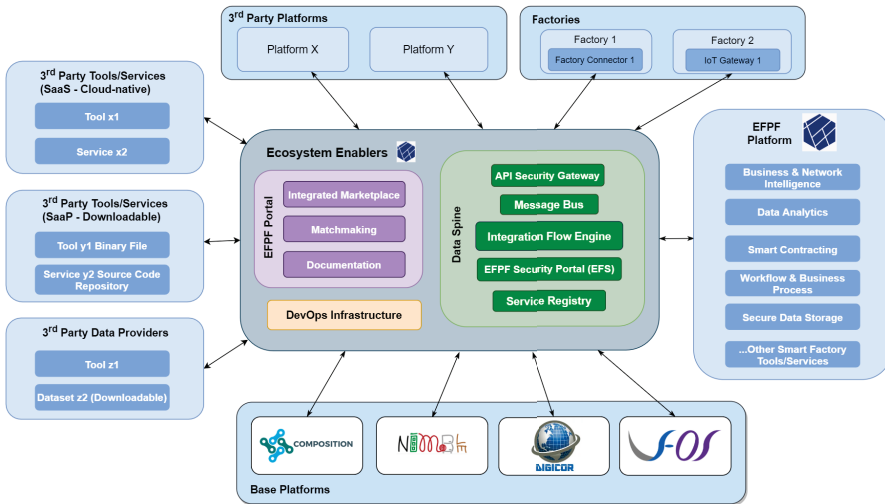 3rd Party Platforms
Platform X
Platform Y
Factories
Factory 1
Factory Connector 1
Factory 2
IoT Gateway 1
3rd Party Tools/Services
(SaaS - Cloud-native)
Tool x1
Service x2
3rd Party Tools/Services
(SaaP - Downloadable)
Tool y1 Binary File
Service y2 Source Code
Repository
3rd Party Data Providers
Tool z1
Dataset z2 (Downloadable)
Ecosystem Enablers
EFPF Portal
Integrated Marketplace
Matchmaking
Documentation
DevOps Infrastructure
Data Spine
API Security Gateway
Message Bus
Integration Flow Engine
EFPF Security Portal (EFS)
Service Registry
EFPF
Platform
Business & Network
Intelligence
Data Analytics
Smart Contracting
Workflow & Business
Process
Secure Data Storage
...Other Smart Factory
Tools/Services
COMPOSITION
NIMBLE
DIGICOR
vf-OS
Base Platforms